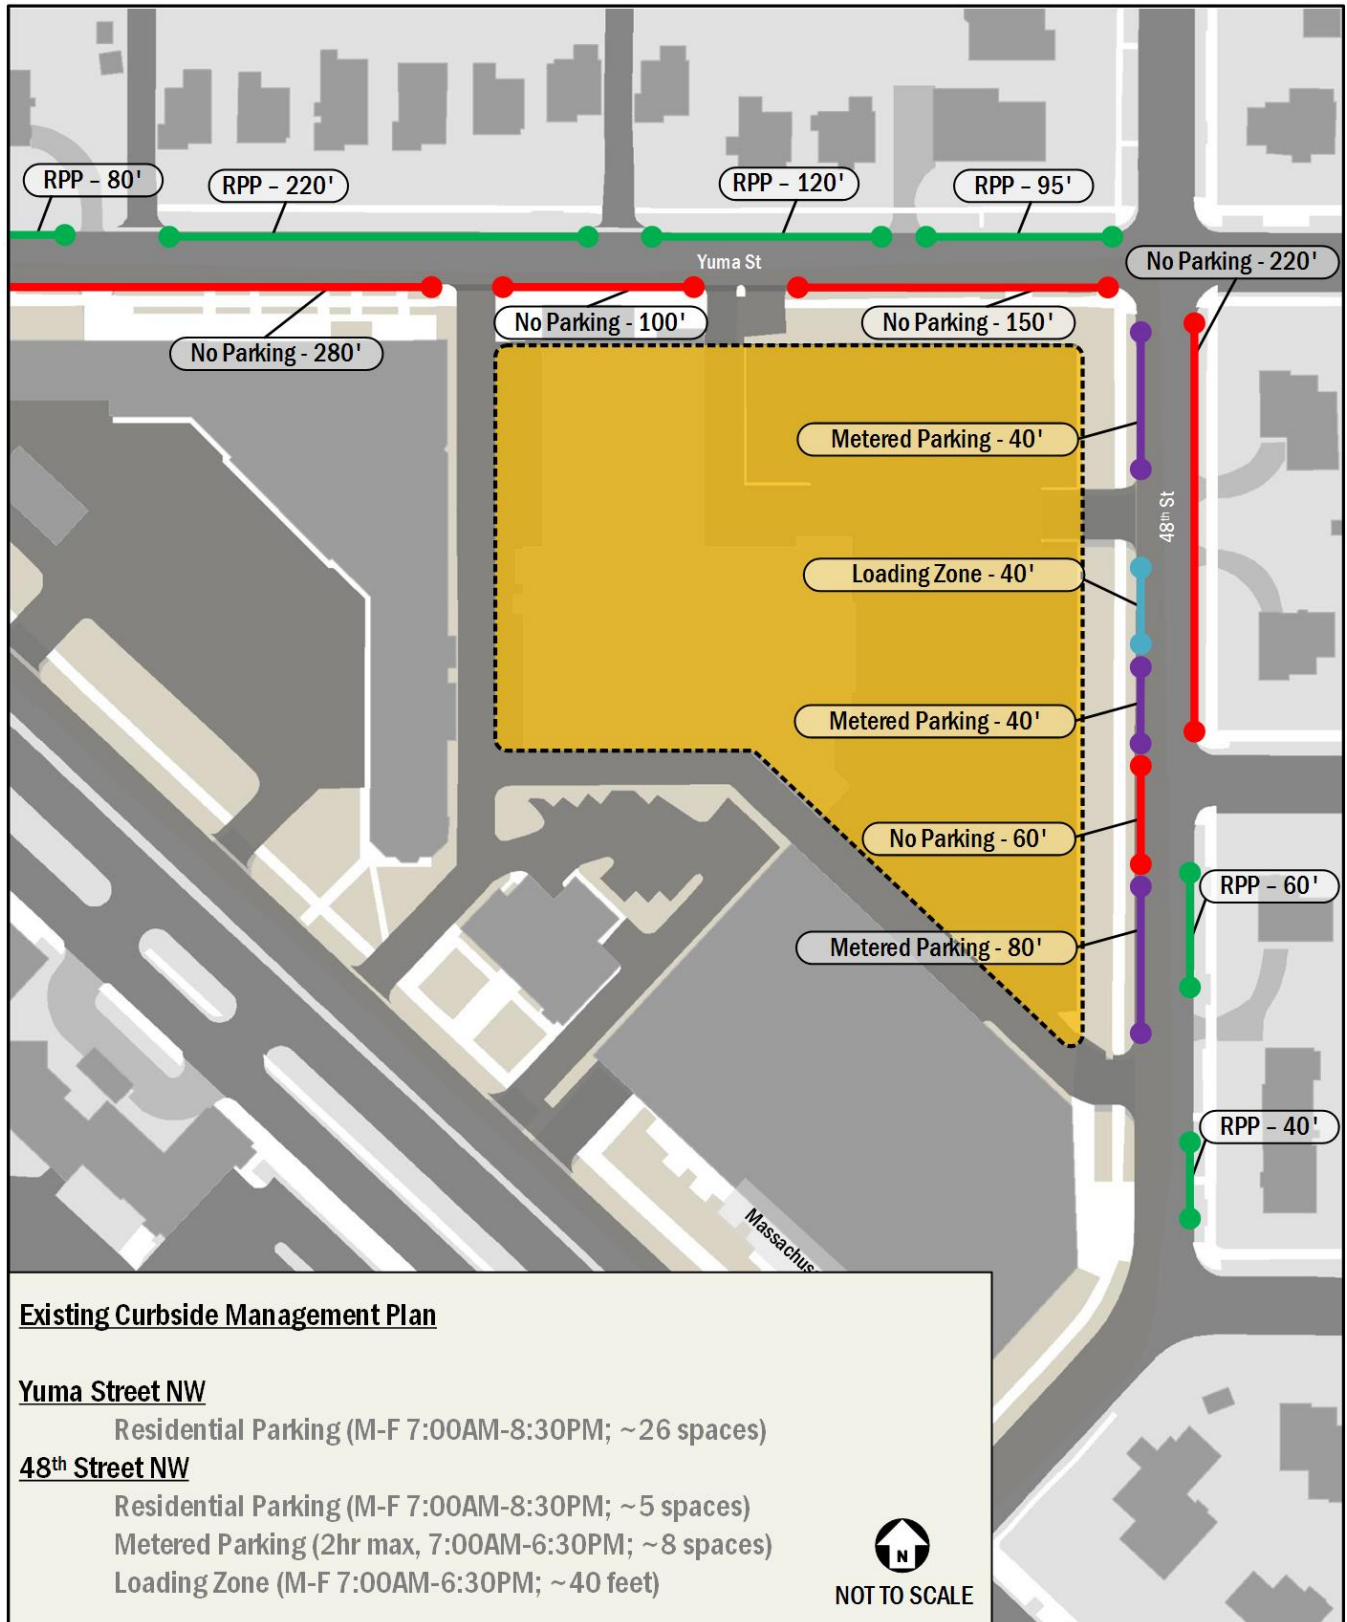 RPP – 80'
RPP – 220'
RPP – 120'
RPP – 95'
Yuma St
No Parking - 220'
No Parking - 280'
No Parking - 100'
No Parking - 150'
Metered Parking - 40'
48th St
Loading Zone - 40'
Metered Parking - 40'
No Parking - 60'
RPP – 60'
Metered Parking - 80'
RPP – 40'
Massachus
Existing Curbside Management Plan
Yuma Street NW
Residential Parking (M-F 7:00AM-8:30PM; ~26 spaces)
48th Street NW
Residential Parking (M-F 7:00AM-8:30PM; ~5 spaces)
Metered Parking (2hr max, 7:00AM-6:30PM; ~8 spaces)
Loading Zone (M-F 7:00AM-6:30PM; ~40 feet)
N
NOT TO SCALE